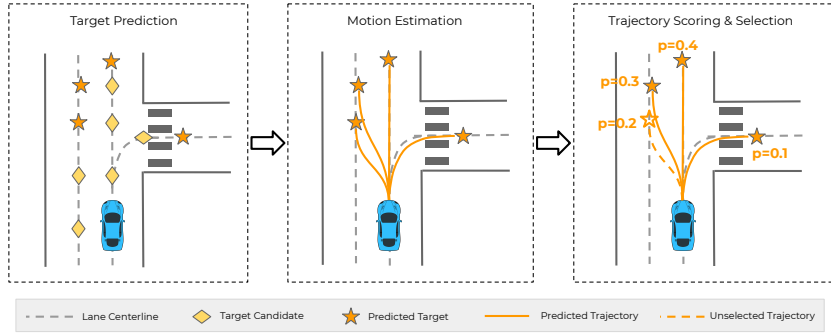 Target Prediction
Motion Estimation
Trajectory Scoring & Selection
p=0.4
p=0.3
p=0.2
p=0.1
Lane Centerline
Target Candidate
Predicted Target
Predicted Trajectory
Unselected Trajectory